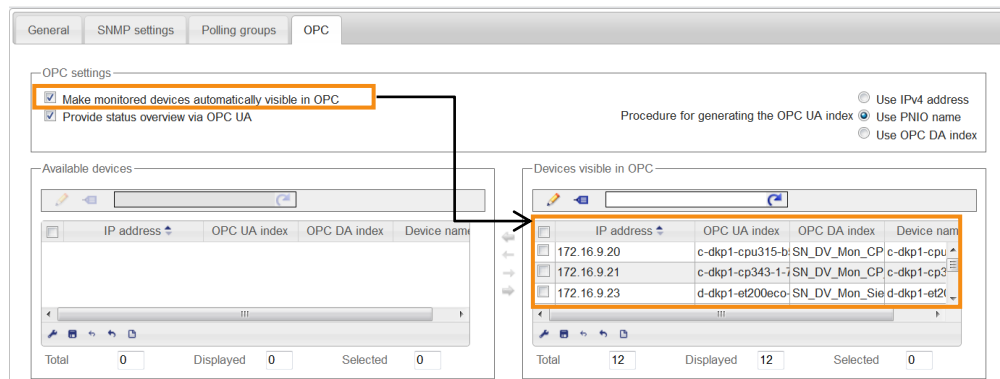 General SNMP settings Polling groups OPC
OPC settings
Make monitored devices automatically visible in OPC
Provide status overview via OPC UA
Procedure for generating the OPC UA index
Use IPv4 address
Use PNIO name
Use OPC DA index
Available devices
IP address OPC UA index OPC DA index Device name
Total 0 Displayed 0 Selected 0
Devices visible in OPC
IP address OPC UA index OPC DA index Device nam
172.16.9.20 c-dkp1-cpu315-b SN_DV_Mon_CP c-dkp1-cpu
172.16.9.21 c-dkp1-cp343-1-7 SN_DV_Mon_CP c-dkp1-cp3
172.16.9.23 d-dkp1-et200eco- SN_DV_Mon_Sie d-dkp1-et20
Total 12 Displayed 12 Selected 0